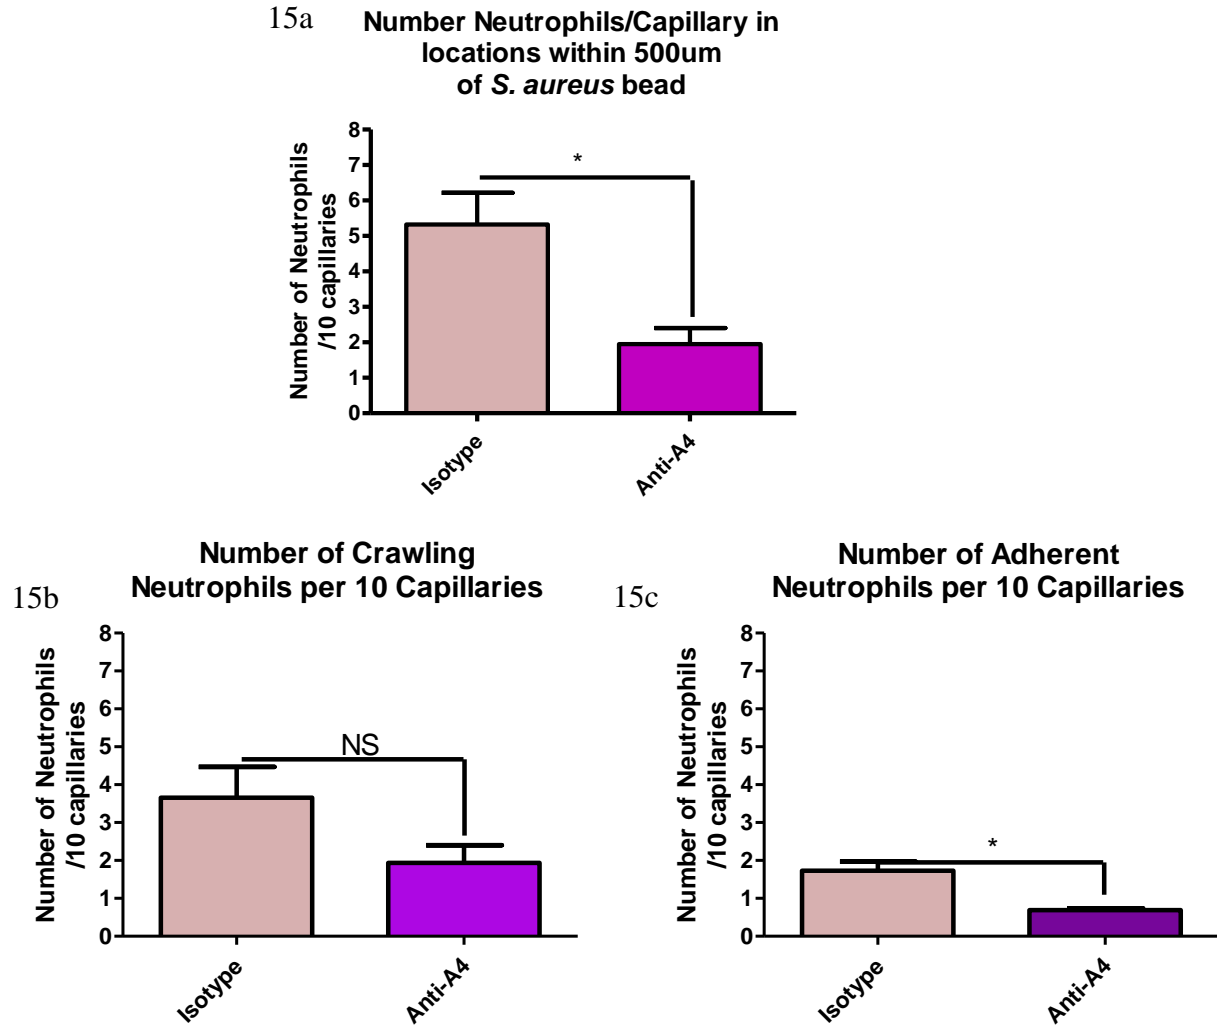 15a
Number Neutrophils/Capillary in
locations within 500um
of S. aureus bead
Number of Neutrophils
/10 capillaries
8
7
6
5
4
3
2
1
0
*
Isotype
Anti-A4
15b
Number of Crawling
Neutrophils per 10 Capillaries
Number of Neutrophils
/10 capillaries
8
7
6
5
4
3
2
1
0
NS
Isotype
Anti-A4
15c
Number of Adherent
Neutrophils per 10 Capillaries
Number of Neutrophils
/10 capillaries
8
7
6
5
4
3
2
1
0
*
Isotype
Anti-A4